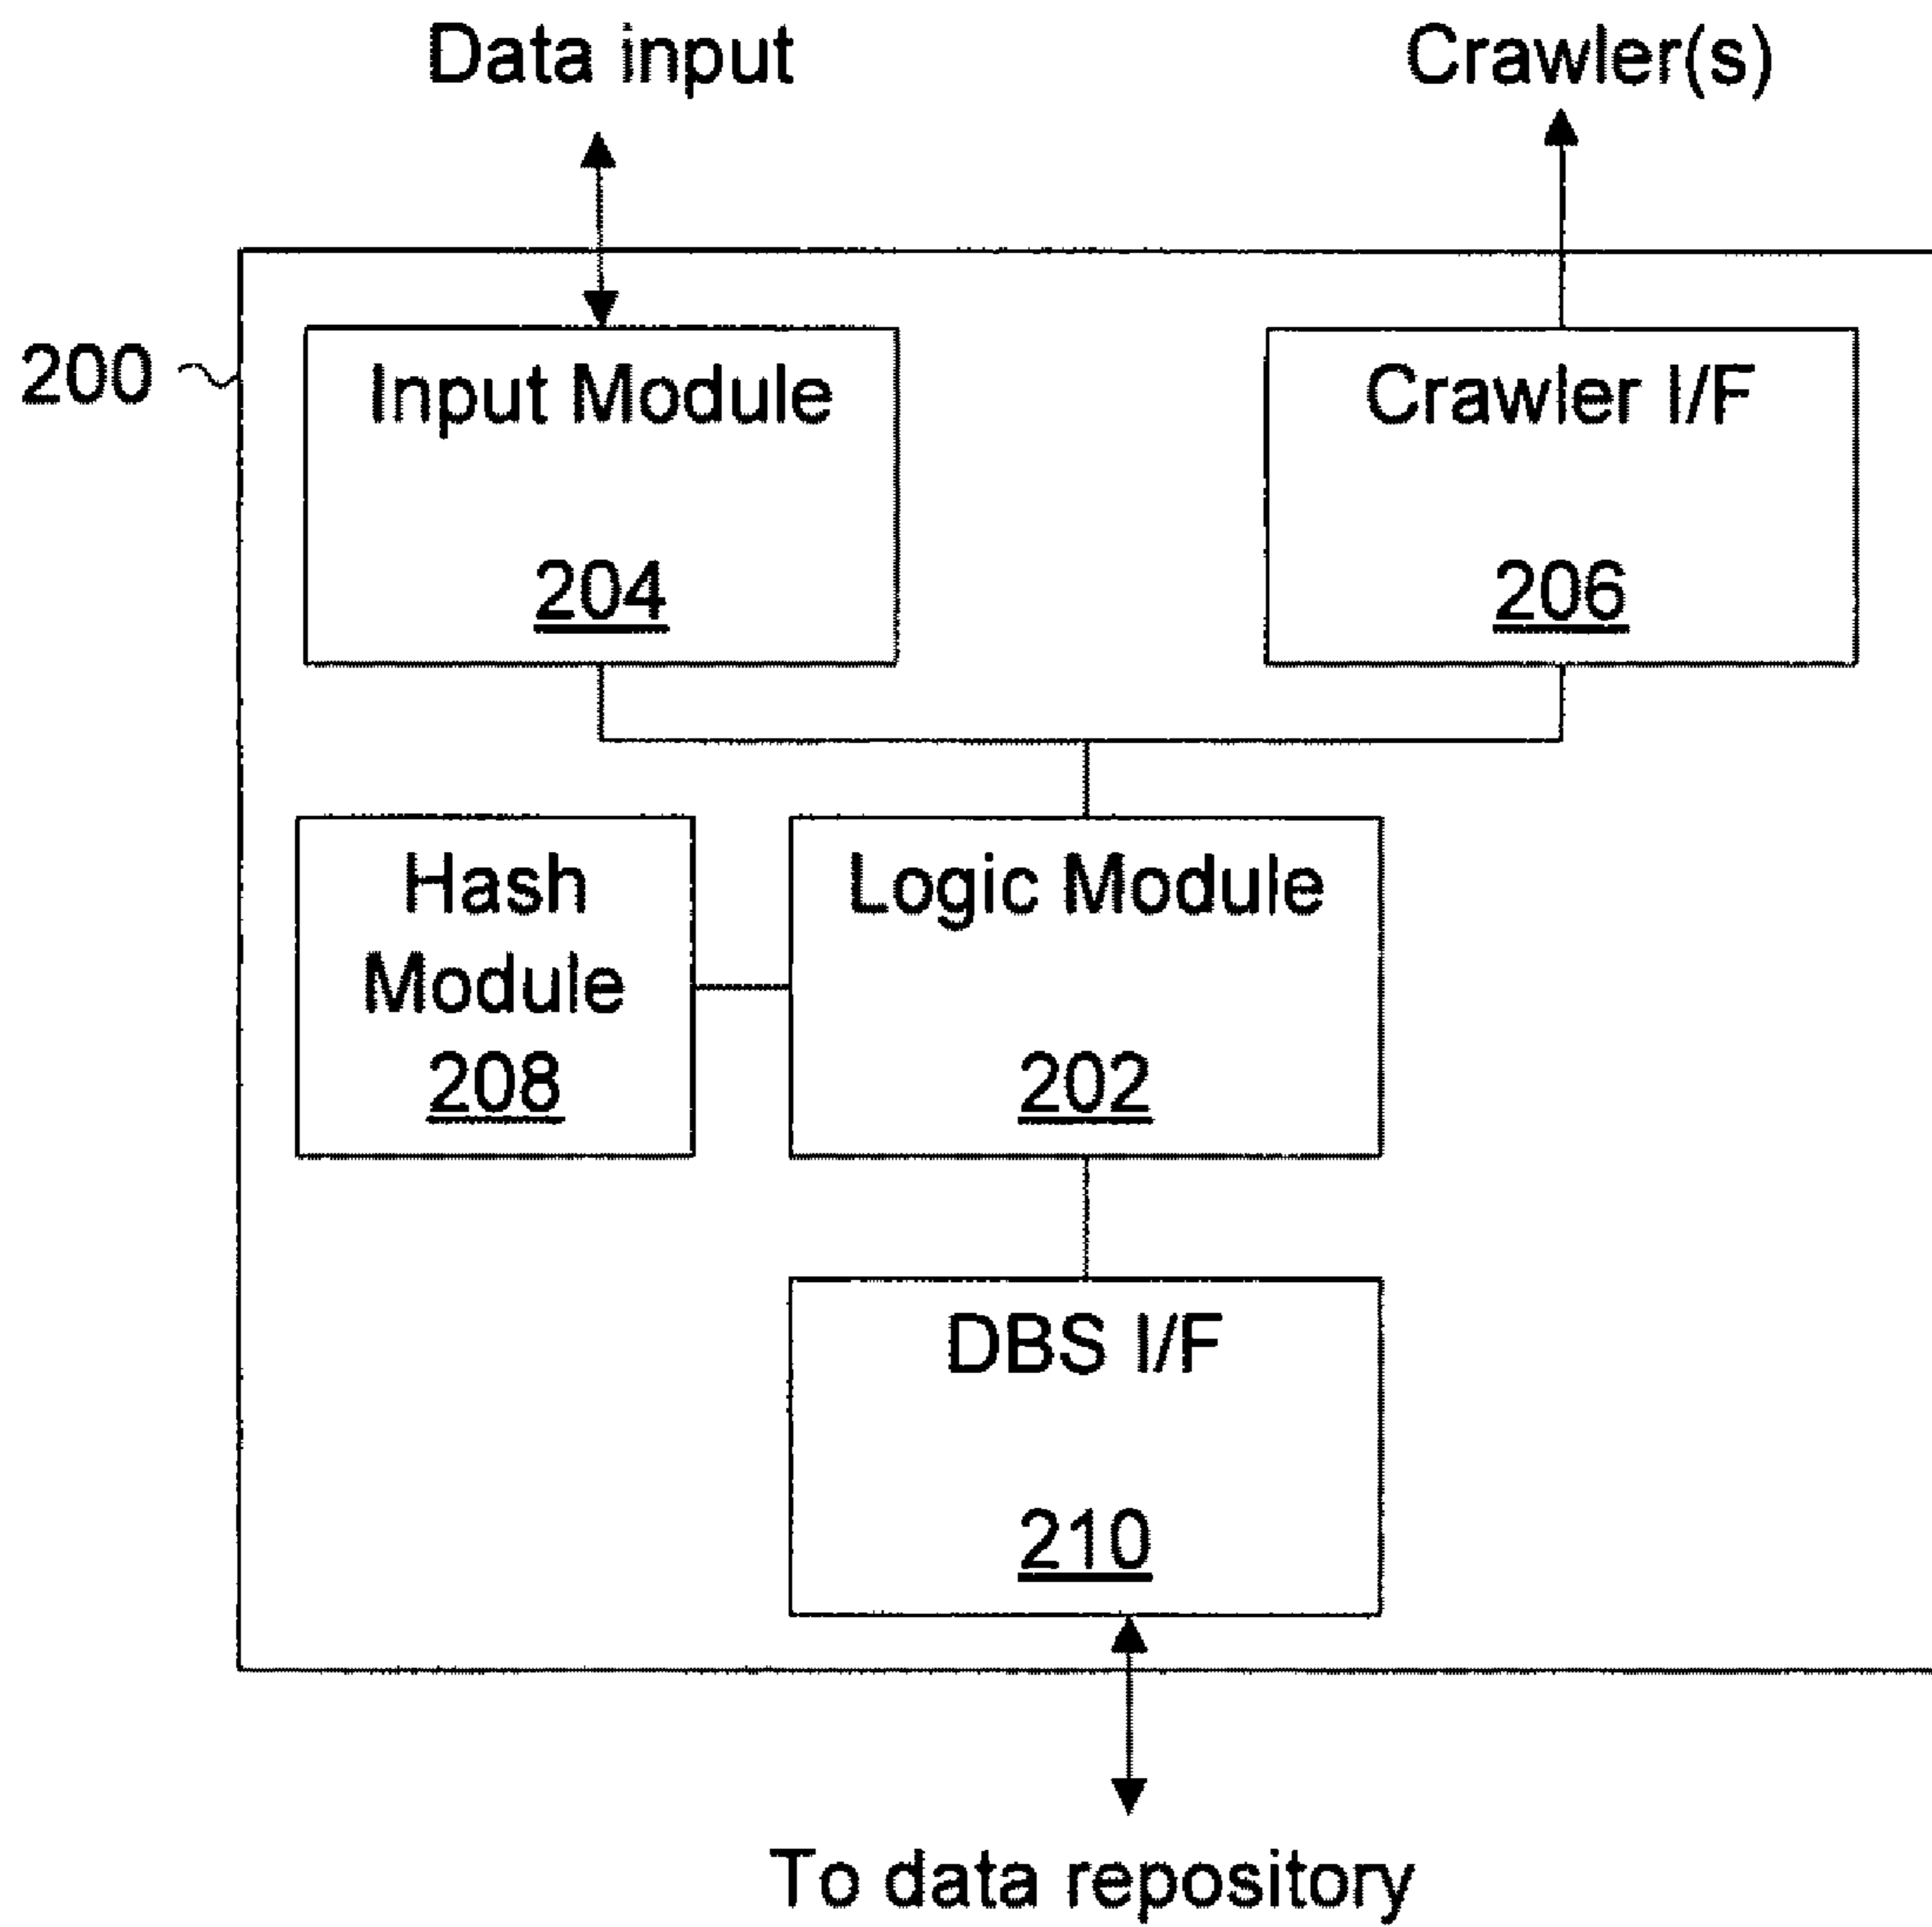 Data input
Crawler(s)
200
Input Module
204
Crawler I/F
206
Hash
Module
208
Logic Module
202
DBS I/F
210
To data repository